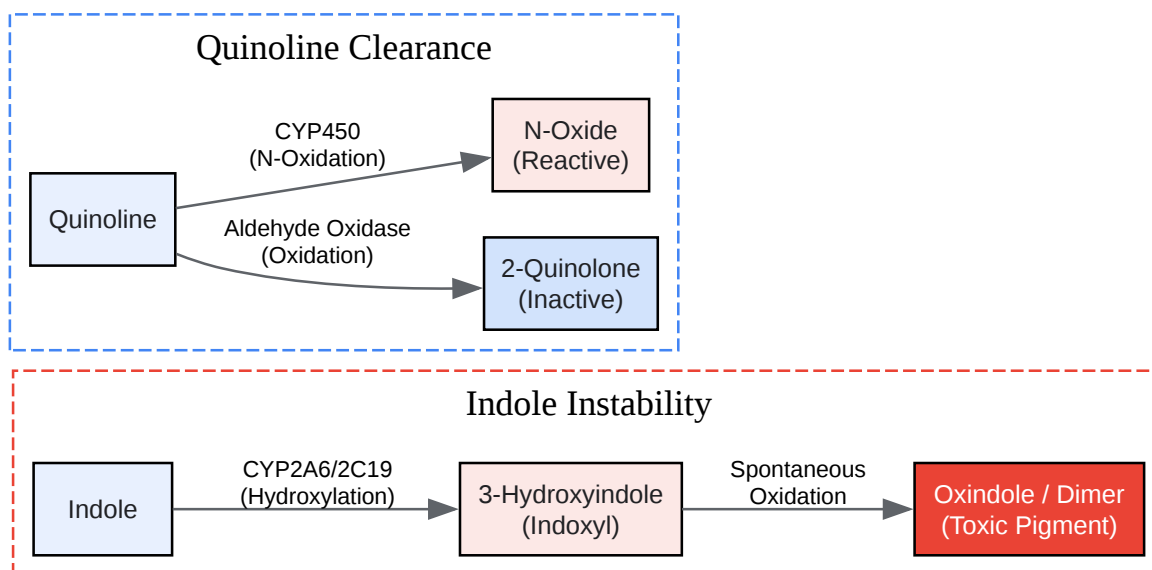 Quinoline Clearance
CYP450
(N-Oxidation)
N-Oxide
(Reactive)
Quinoline
Aldehyde Oxidase
(Oxidation)
2-Quinolone
(Inactive)
Indole Instability
Indole
CYP2A6/2C19
(Hydroxylation)
3-Hydroxyindole
(Indoxyl)
Spontaneous
Oxidation
Oxindole / Dimer
(Toxic Pigment)